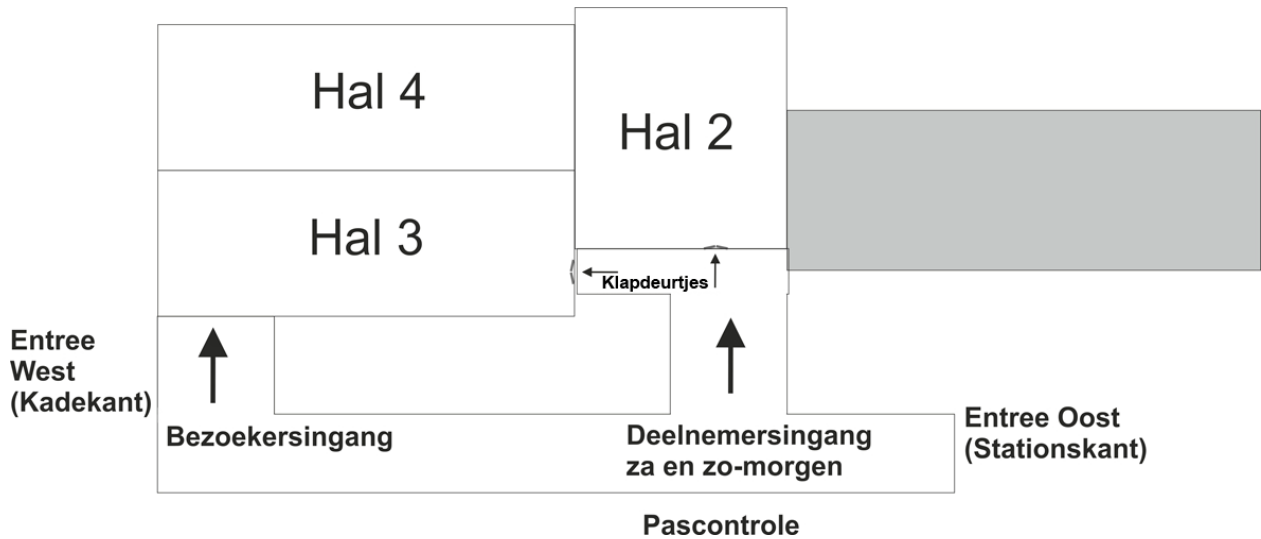 Hal 4
Hal 2
Hal 3
Klapdeurtjes
Entree
West
(Kadekant)
Bezoekersingang
Deelnemersingang
za en zo-morgen
Entree Oost
(Stationskant)
Pascontrole